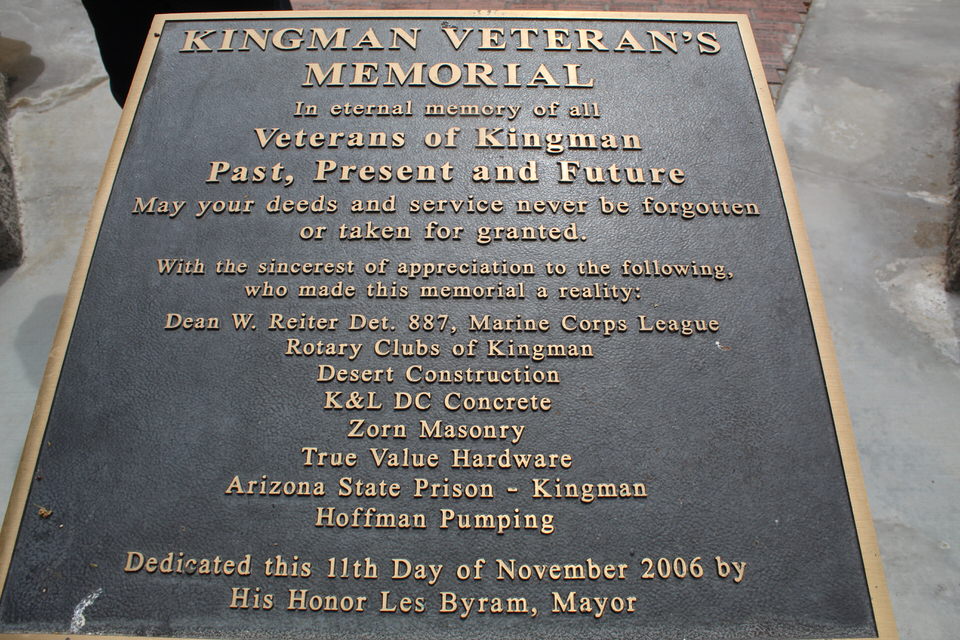 KINGMAN VETERAN'S
MEMORIAL
In eternal memory of all
Veterans of Kingman
Past, Present and Future
May your deeds and service never be forgotten
or taken for granted.
With the sincerest of appreciation to the following,
who made this memorial a reality:
Dean W. Reiter Det. 887, Marine Corps League
Rotary Clubs of Kingman
Desert Construction
K&L DC Concrete
Zorn Masonry
True Value Hardware
Arizona State Prison - Kingman
Hoffman Pumping
Dedicated this 11th Day of November 2006 by
His Honor Les Byram, Mayor